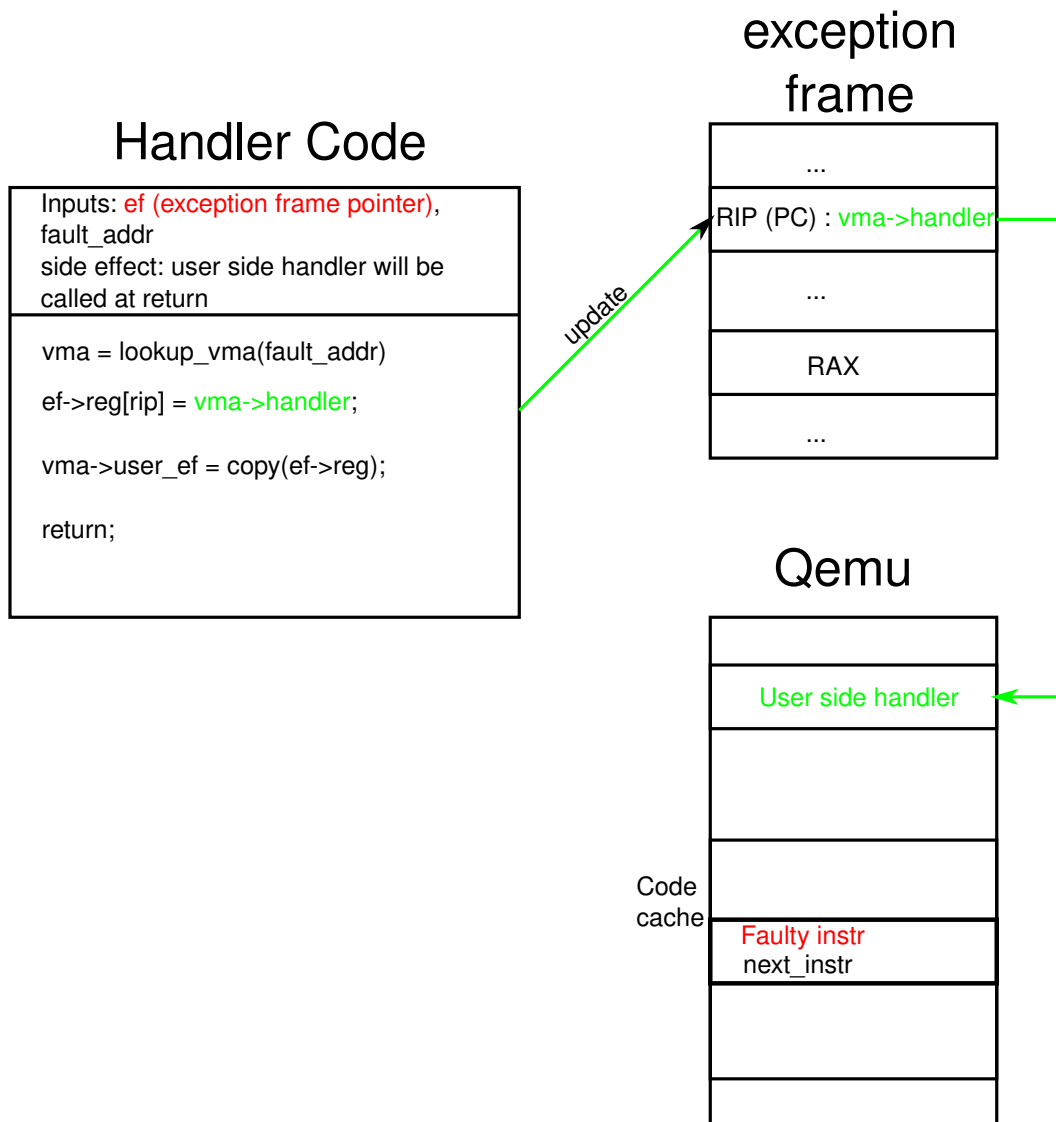 Handler Code
Inputs: ef (exception frame pointer),
fault_addr
side effect: user side handler will be
called at return
vma = lookup_vma(fault_addr)
ef->reg[rip] = vma->handler;
vma->user_ef = copy(ef->reg);
return;
update
exception
frame
...
RIP (PC) : vma->handler
...
RAX
...
Qemu
User side handler
Code
cache
Faulty instr
next_instr